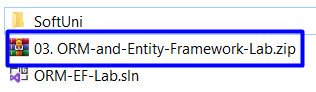 SoftUni
03. ORM-and-Entity-Framework-Lab.zip
ORM-EF-Lab.sln